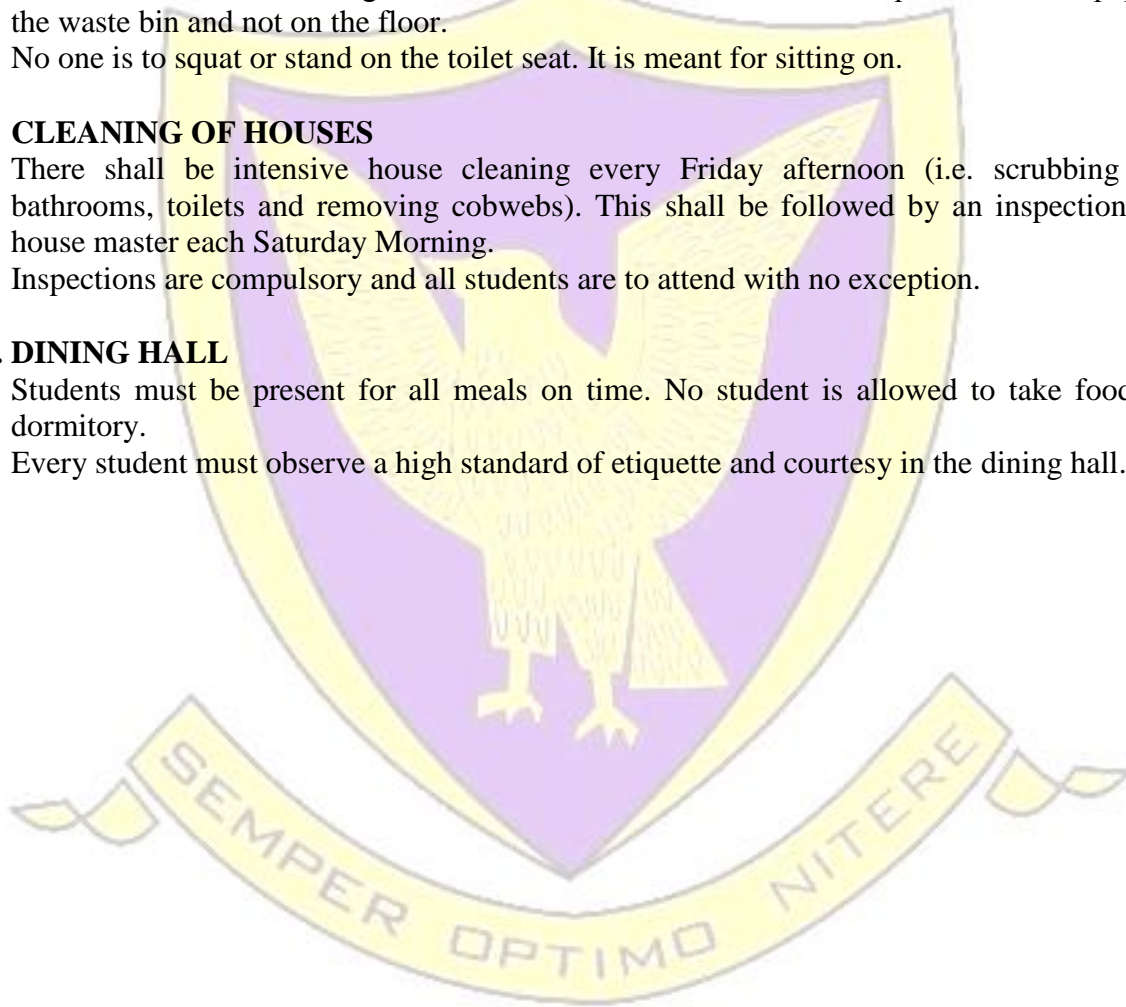 the waste bin and not on the floor.
No one is to squat or stand on the toilet seat. It is meant for sitting on.
CLEANING OF HOUSES
There shall be intensive house cleaning every Friday afternoon (i.e. scrubbing
bathrooms, toilets and removing cobwebs). This shall be followed by an inspection
house master each Saturday Morning.
Inspections are compulsory and all students are to attend with no exception.
. DINING HALL
Students must be present for all meals on time. No student is allowed to take food
dormitory.
Every student must observe a high standard of etiquette and courtesy in the dining hall.
SEMPER OPTIMO NITERE